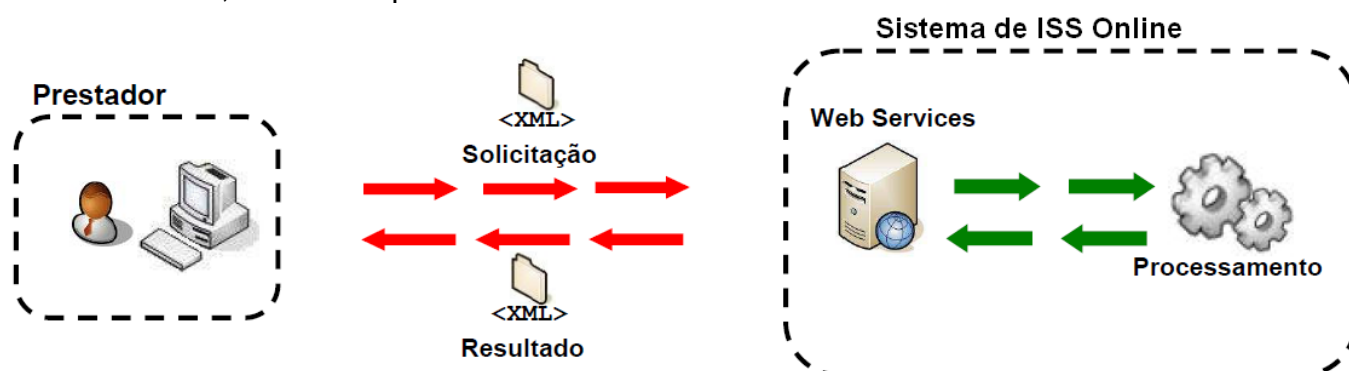 Sistema de ISS Online
Prestador
<XML>
Solicitação
Web Services
Processamento
<XML>
Resultado